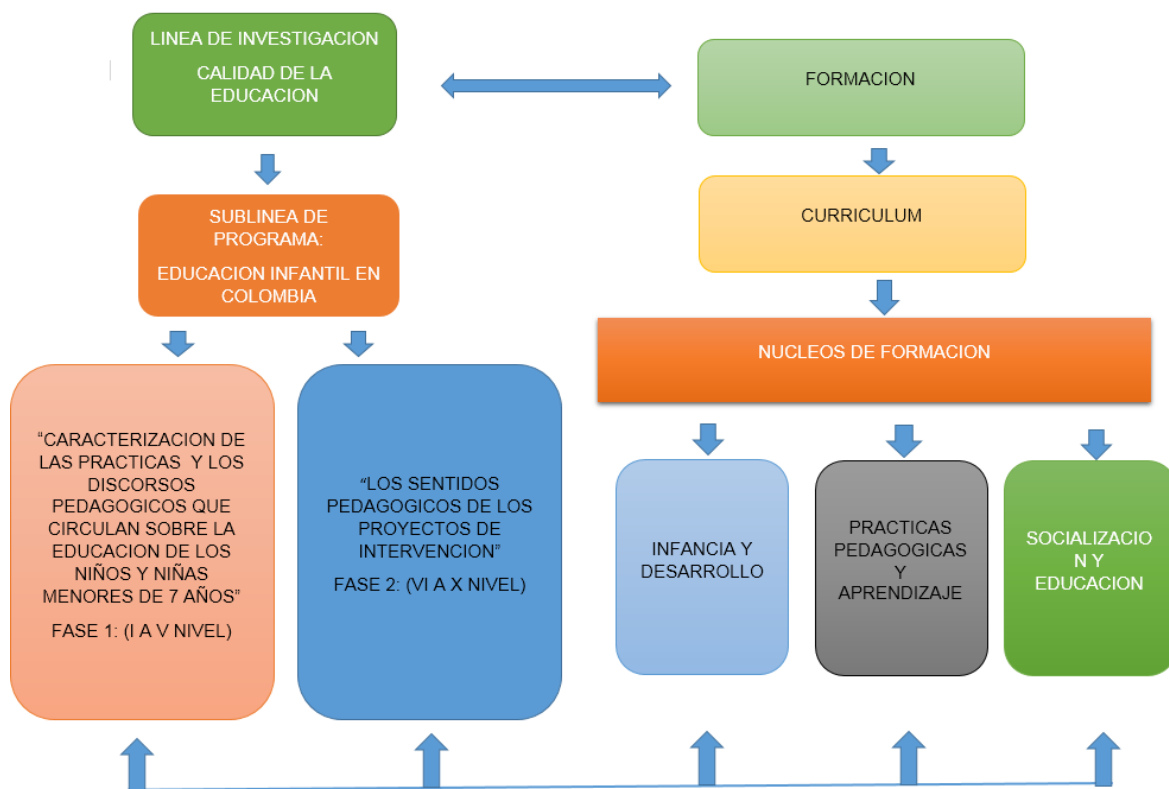 LINEA DE INVESTIGACION
CALIDAD DE LA
EDUCACION
FORMACION
SUBLINEA DE
PROGRAMA:
EDUCACION INFANTIL EN
COLOMBIA
CURRICULUM
NUCLEOS DE FORMACION
"CARACTERIZACION DE
LAS PRACTICAS Y LOS
DISCORSOS
PEDAGOGICOS QUE
CIRCULAN SOBRE LA
EDUCACION DE LOS
NIÑOS Y NIÑAS
MENORES DE 7 AÑOS"
FASE 1: (I A V NIVEL)
"LOS SENTIDOS
PEDAGOGICOS DE LOS
PROYECTOS DE
INTERVENCION"
FASE 2: (VI A X NIVEL)
INFANCIA Y
DESARROLLO
PRACTICAS
PEDAGOGICAS
Y
APRENDIZAJE
SOCIALIZACIO
N Y
EDUCACION